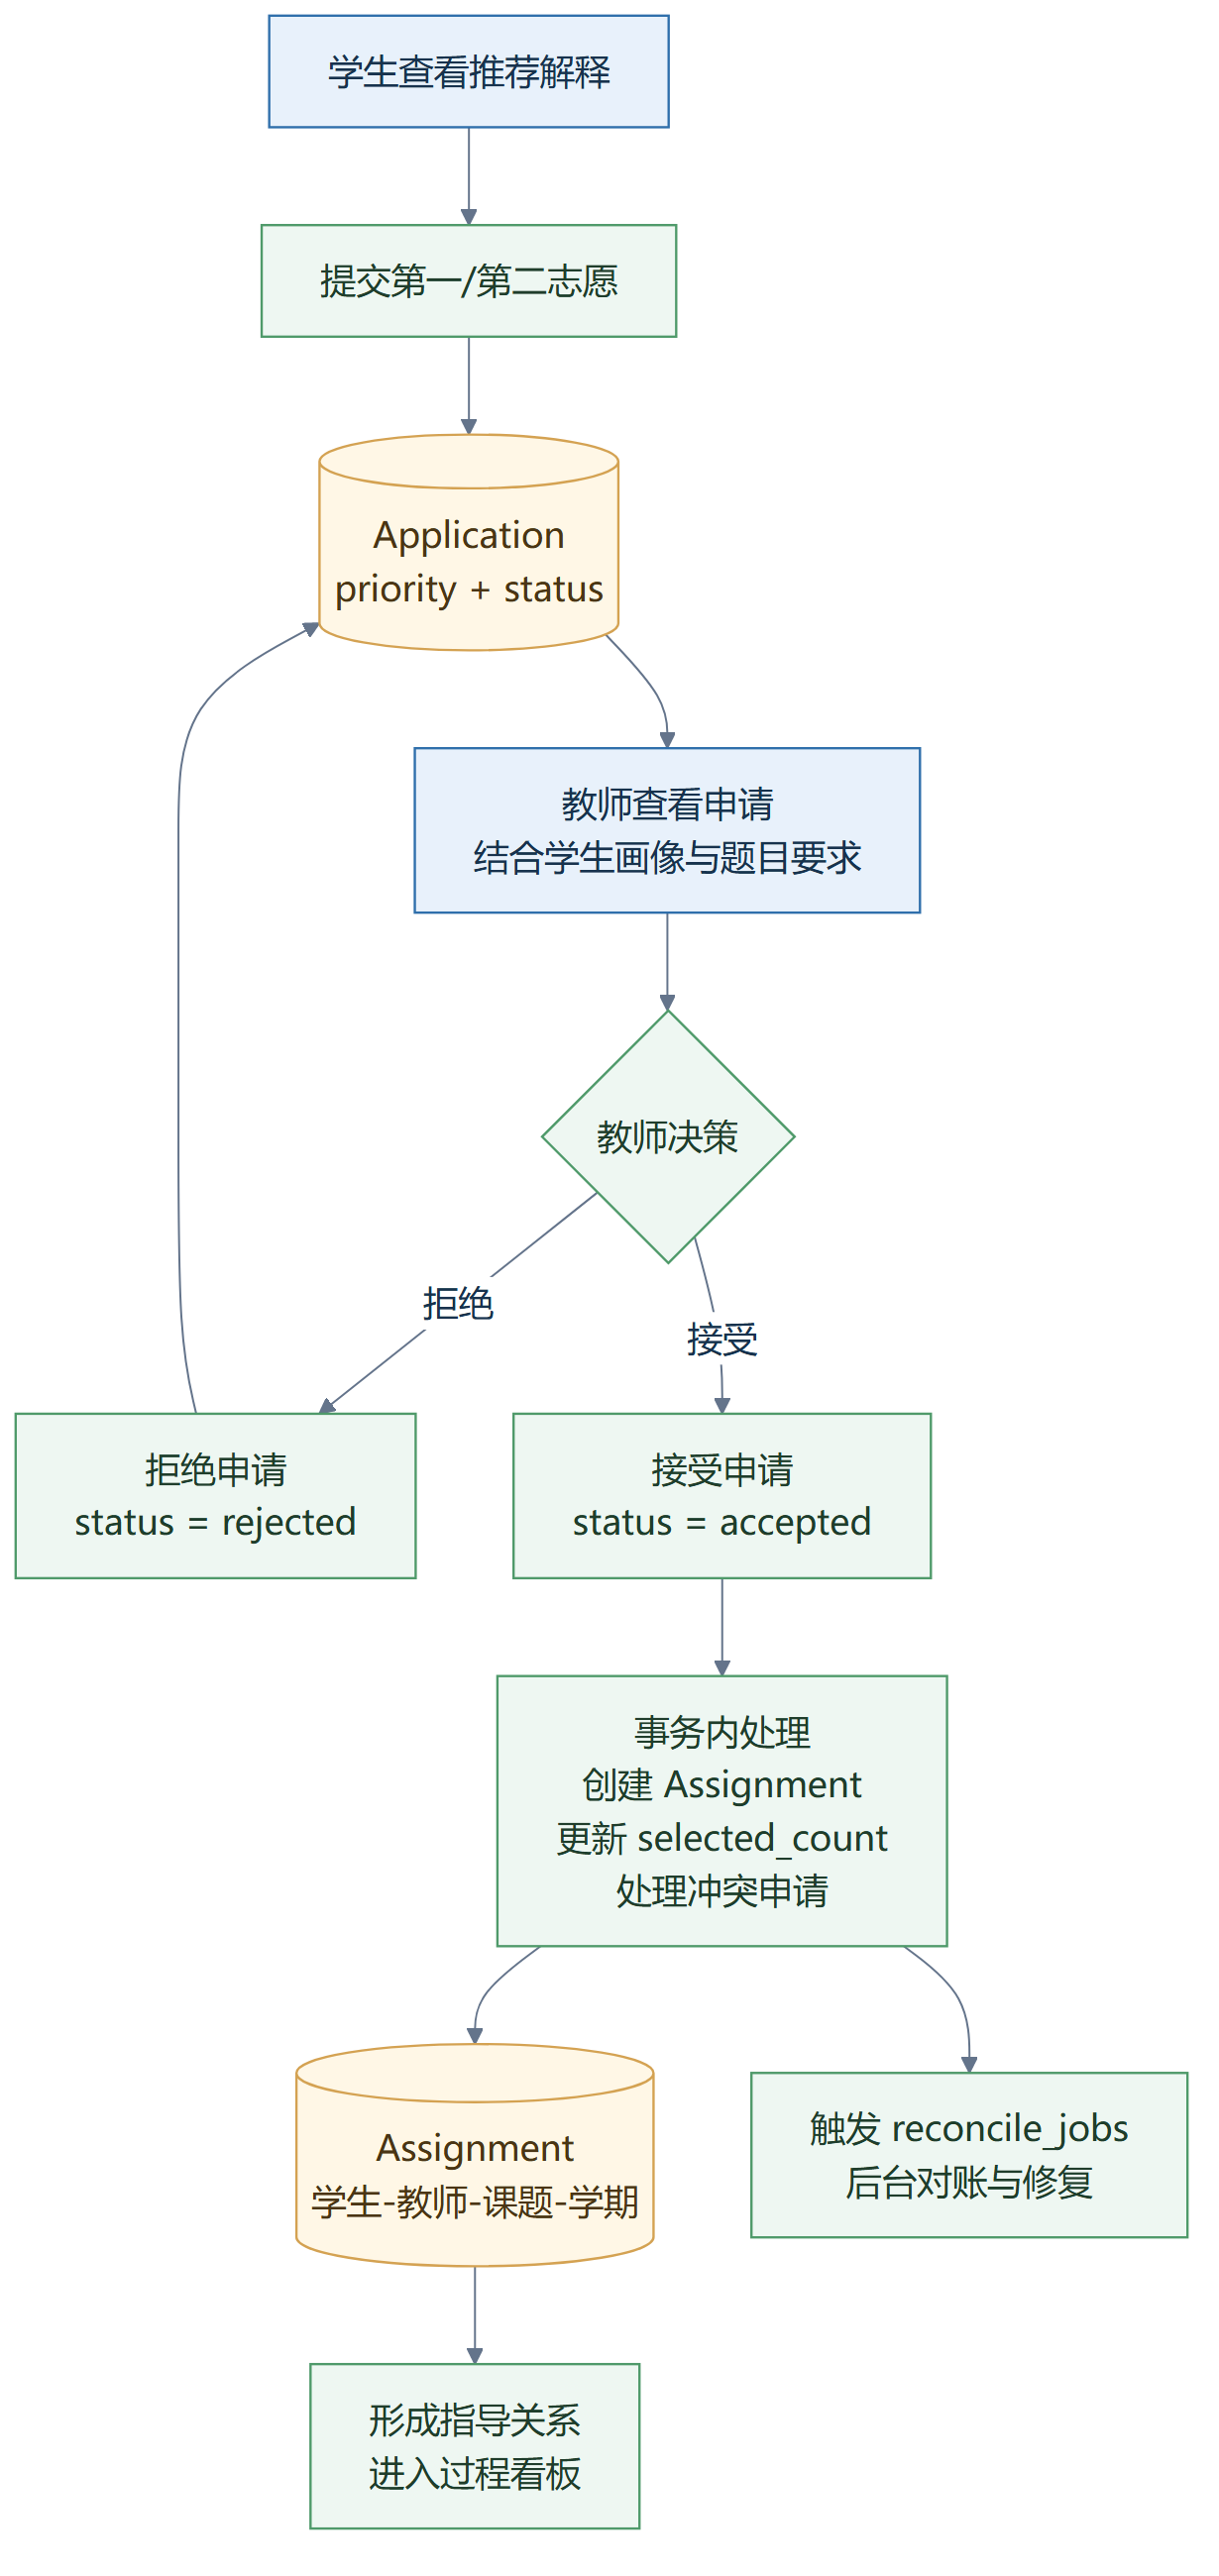 学生查看推荐解释
提交第一/第二志愿
Application
priority + status
教师查看申请
结合学生画像与题目要求
教师决策
拒绝
接受
拒绝申请
status = rejected
接受申请
status = accepted
事务内处理
创建 Assignment
更新 selected_count
处理冲突申请
Assignment
学生-教师-课题-学期
触发 reconcile_jobs
后台对账与修复
形成指导关系
进入过程看板